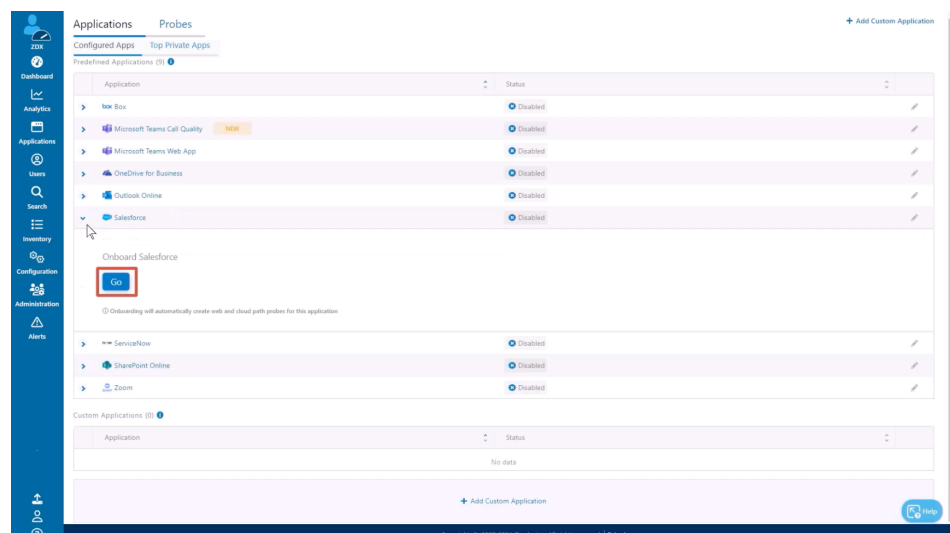 Applications Probes
+ Add Custom Application
Configured Apps Top Private Apps
Predefined Applications (9)
Application Status
box Box Disabled
Microsoft Teams Call Quality NEW Disabled
Microsoft Teams Web App Disabled
OneDrive for Business Disabled
Outlook Online Disabled
Salesforce Disabled
Onboard Salesforce
Go
Onboarding will automatically create web and cloud path probes for this application
ServiceNow Disabled
SharePoint Online Disabled
Zoom Disabled
Custom Applications (0)
Application Status
No data
+ Add Custom Application
Help
ZDX
Dashboard
Analytics
Applications
Users
Search
Inventory
Configuration
Administration
Alerts